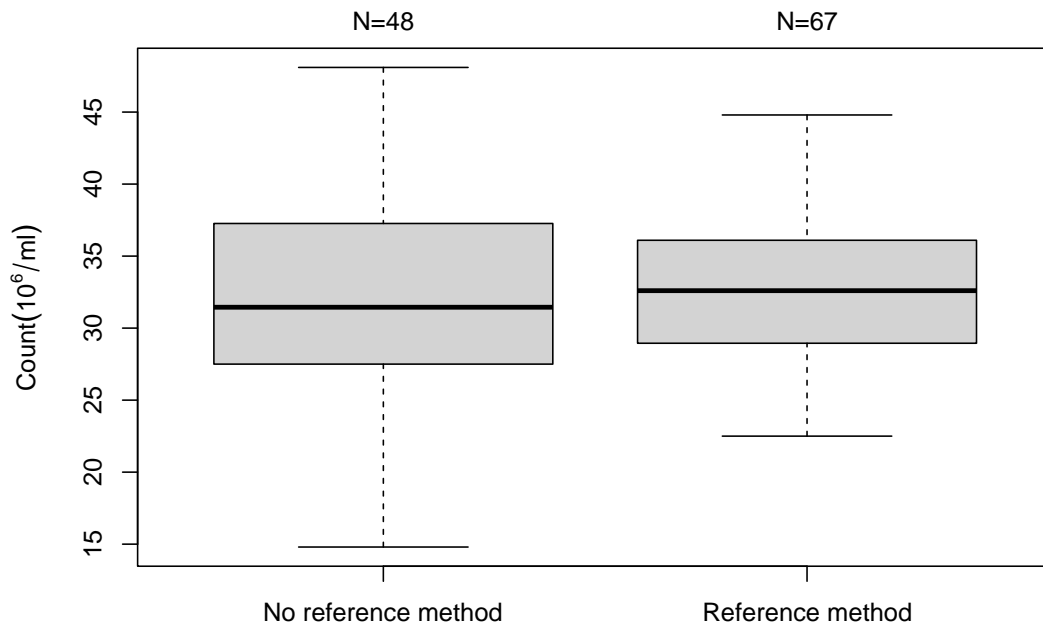 N=48 N=67
45
40
35
30
25
20
15
Count(10⁶/ml)
No reference method Reference method